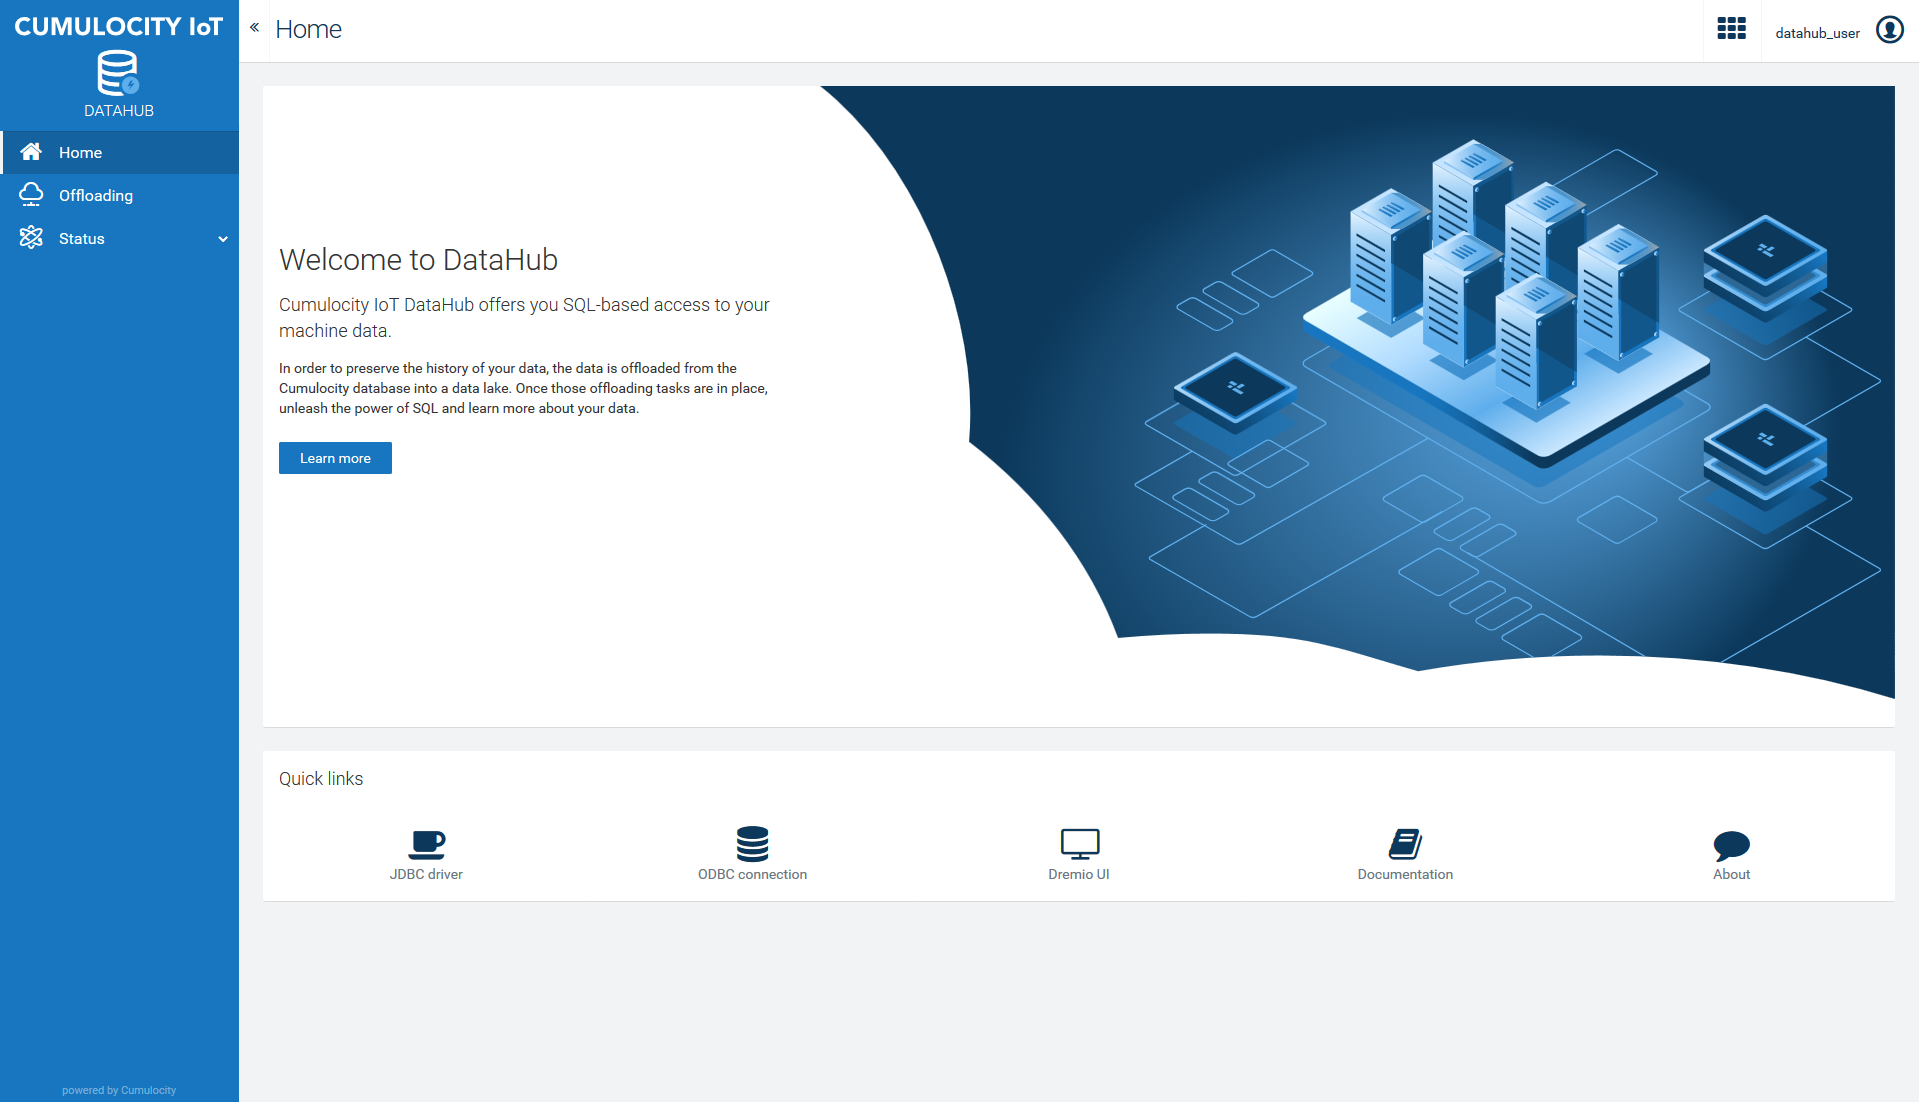 CUMULOCITY IoT
DATAHUB
Home
Offloading
Status
Home
datahub_user
Welcome to DataHub
Cumulocity IoT DataHub offers you SQL-based access to your
machine data.
In order to preserve the history of your data, the data is offloaded from the
Cumulocity database into a data lake. Once those offloading tasks are in place,
unleash the power of SQL and learn more about your data.
Learn more
Quick links
JDBC driver
ODBC connection
Dremio UI
Documentation
About
powered by Cumulocity